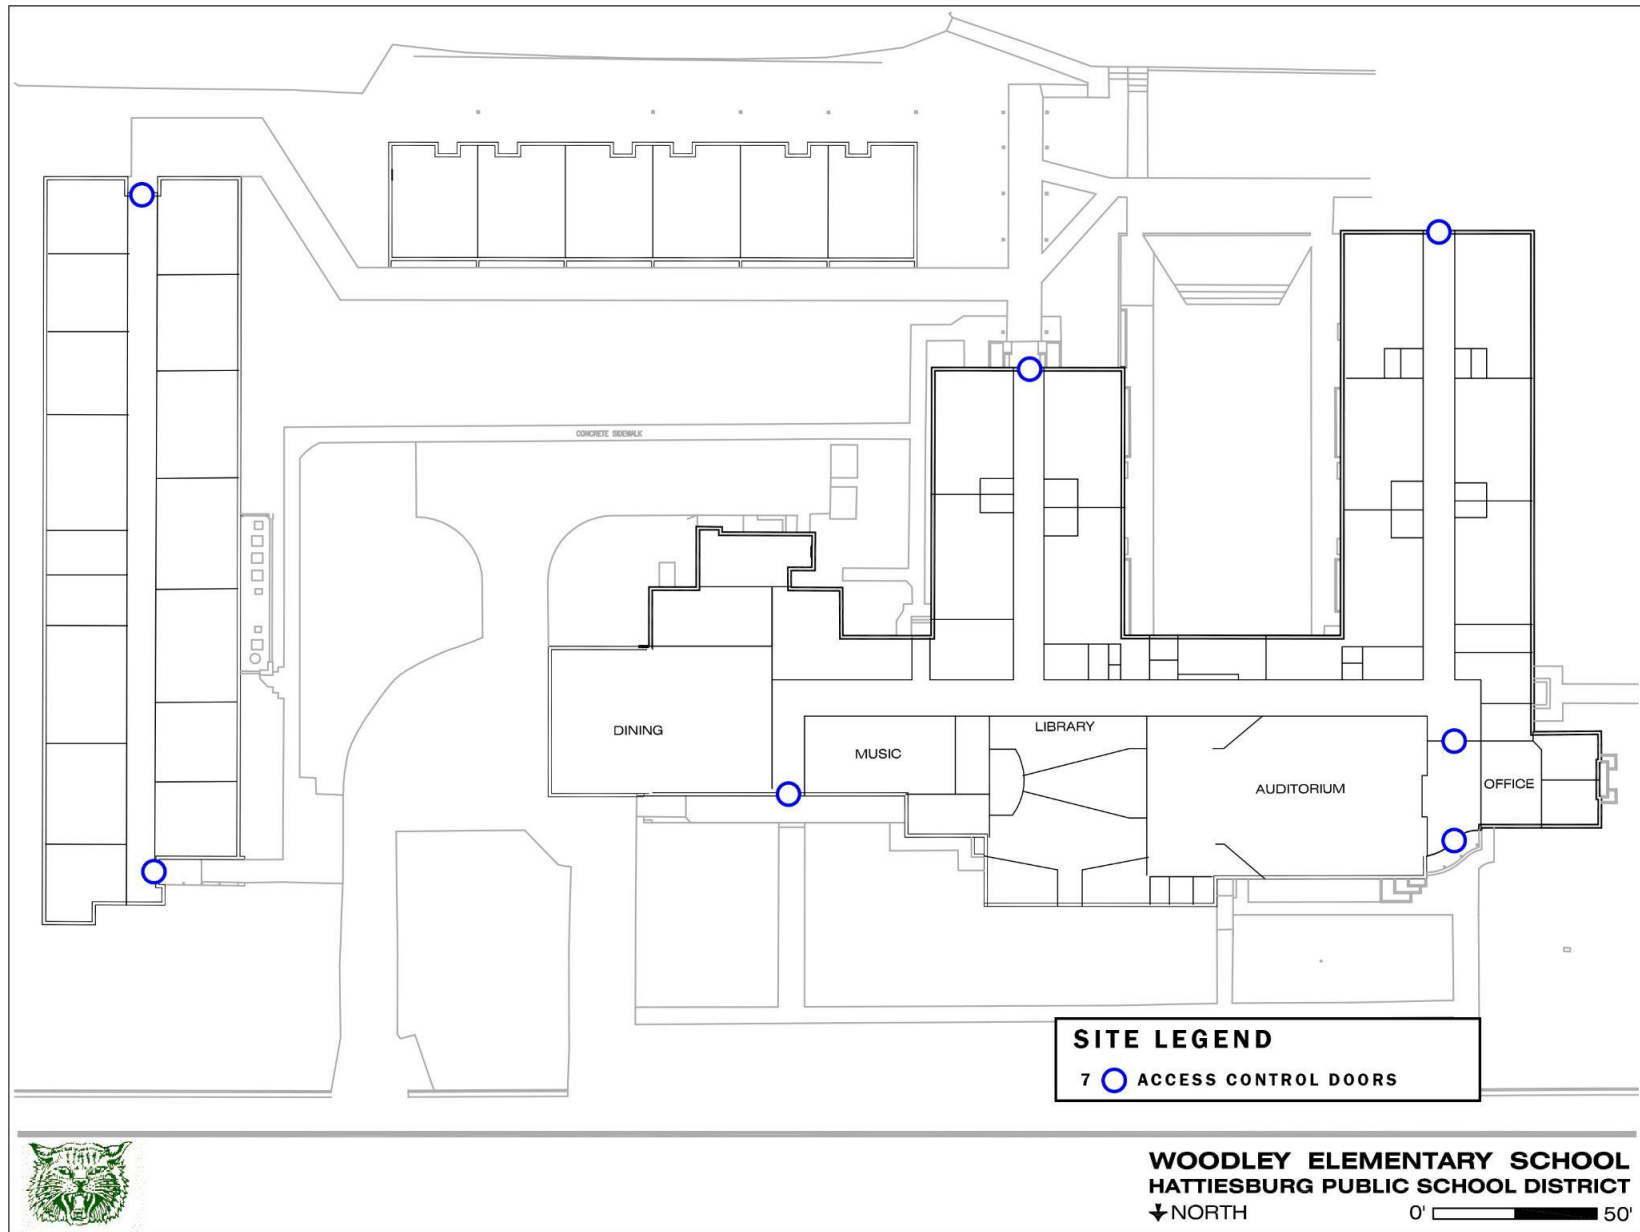 CONCRETE SIDEWALK
DINING
MUSIC
LIBRARY
AUDITORIUM
OFFICE
SITE LEGEND
7 ACCESS CONTROL DOORS
WOODLEY ELEMENTARY SCHOOL
HATTIESBURG PUBLIC SCHOOL DISTRICT
NORTH 0' 50'